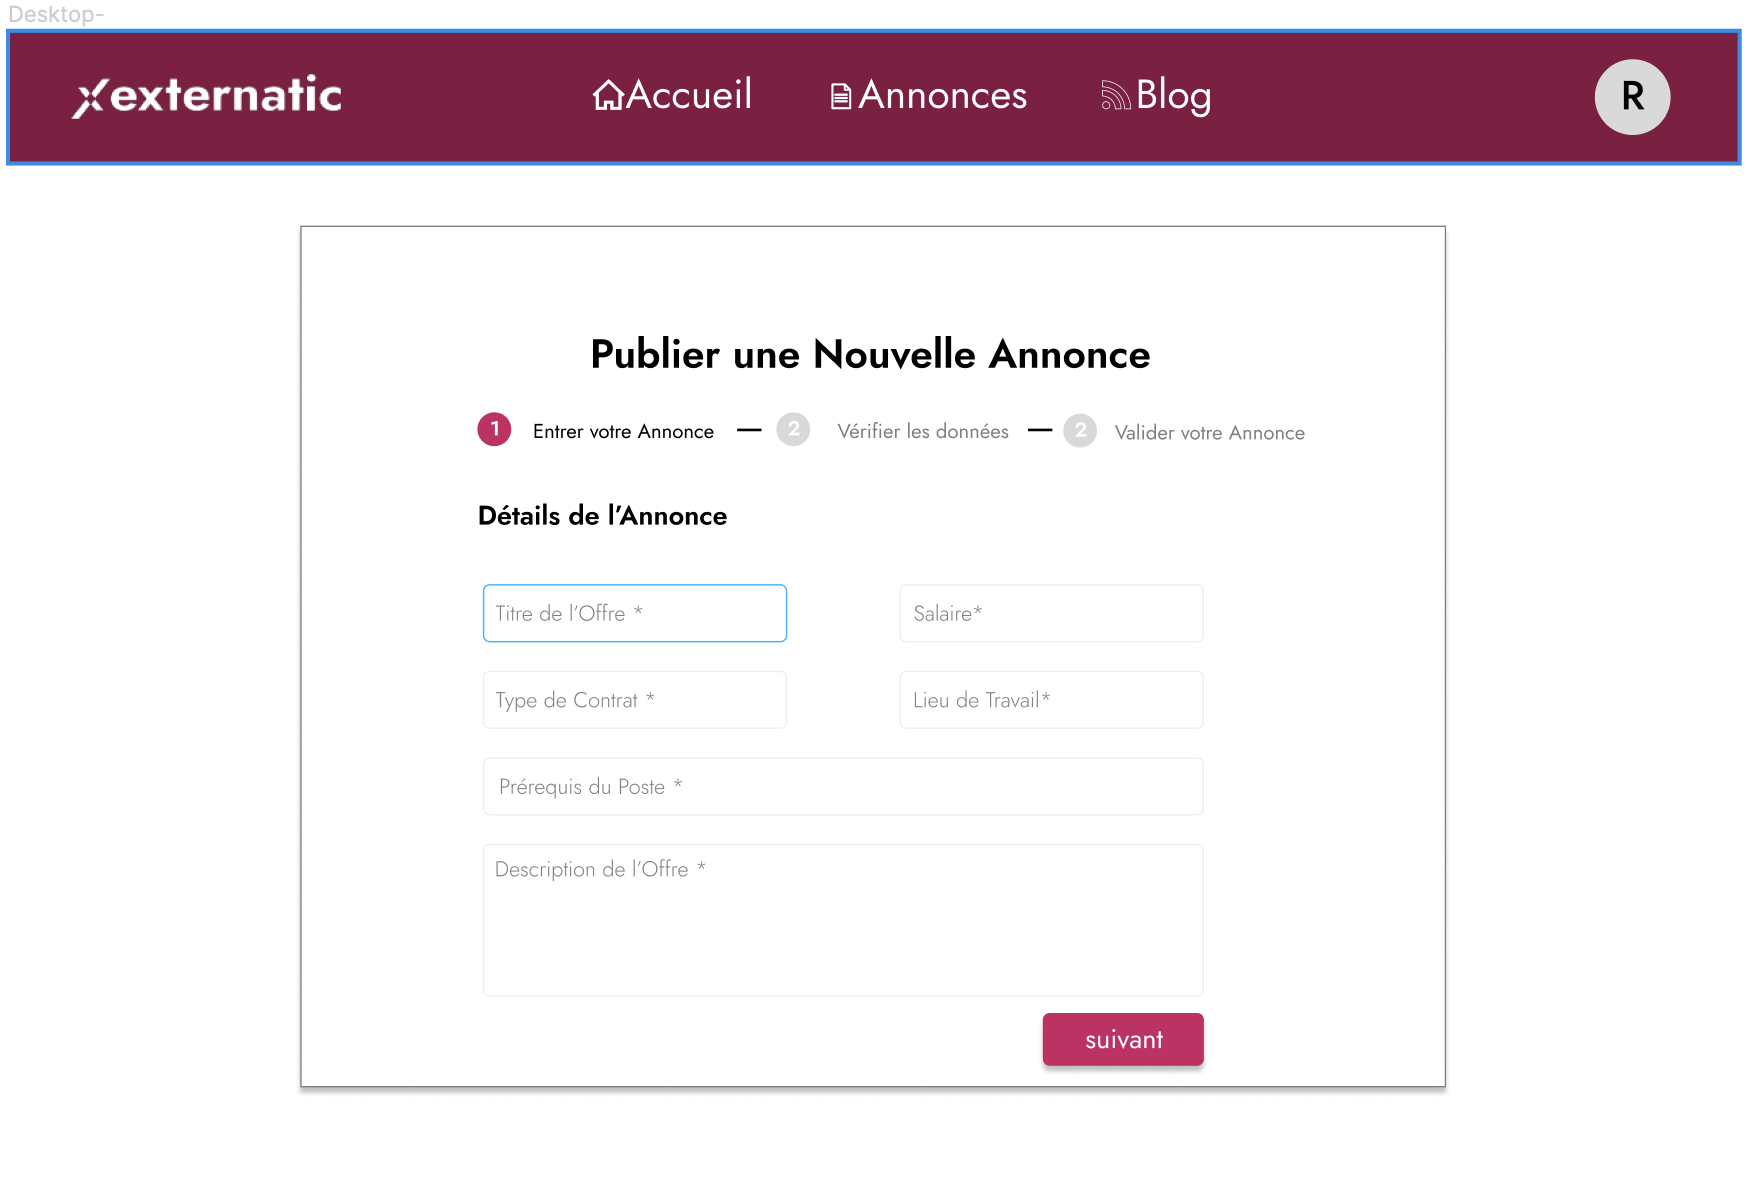 Desktop-
externatic
Accueil Annonces Blog R
Publier une Nouvelle Annonce
1 Entrer votre Annonce — 2 Vérifier les données — 2 Valider votre Annonce
Détails de l'Annonce
Titre de l'Offre * Salaire*
Type de Contrat * Lieu de Travail*
Prérequis du Poste *
Description de l'Offre *
suivant